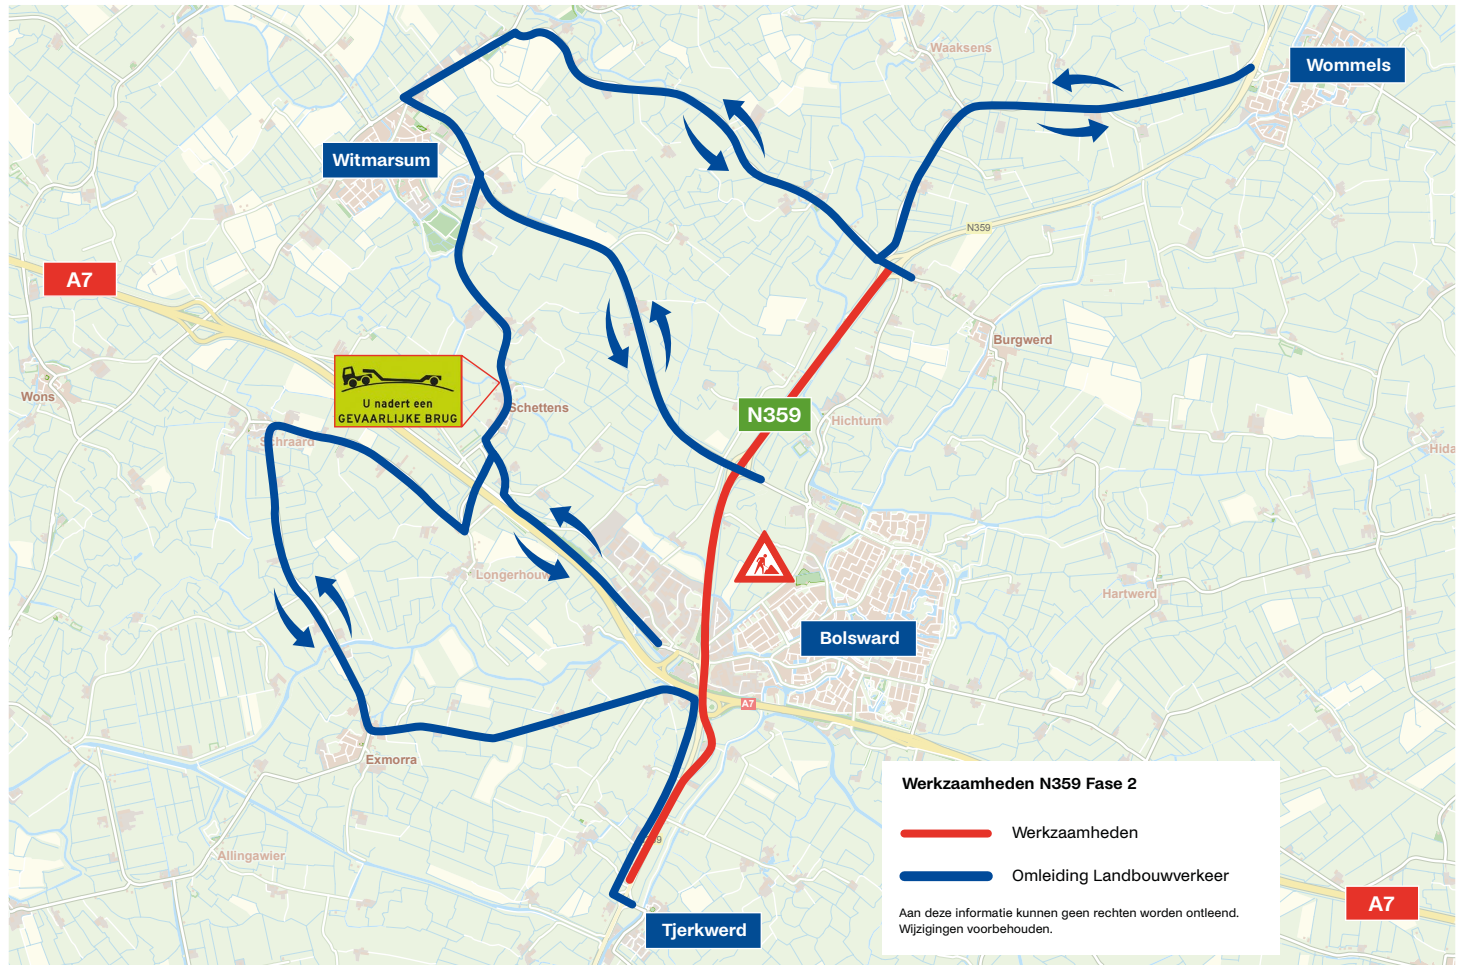 Waaksens
Wommels
Witmarsum
N359
A7
Burgwerd
U nadert een
GEVAARLIJKE BRUG
Wons
Schettens
N359
Hichtum
Schraard
Hida
Longerhouw
Hartwerd
Bolsward
A7
Exmorra
Werkzaamheden N359 Fase 2
Werkzaamheden
Allingawier
Omleiding Landbouwverkeer
Aan deze informatie kunnen geen rechten worden ontleend.
Wijzigingen voorbehouden.
A7
Tjerkwerd